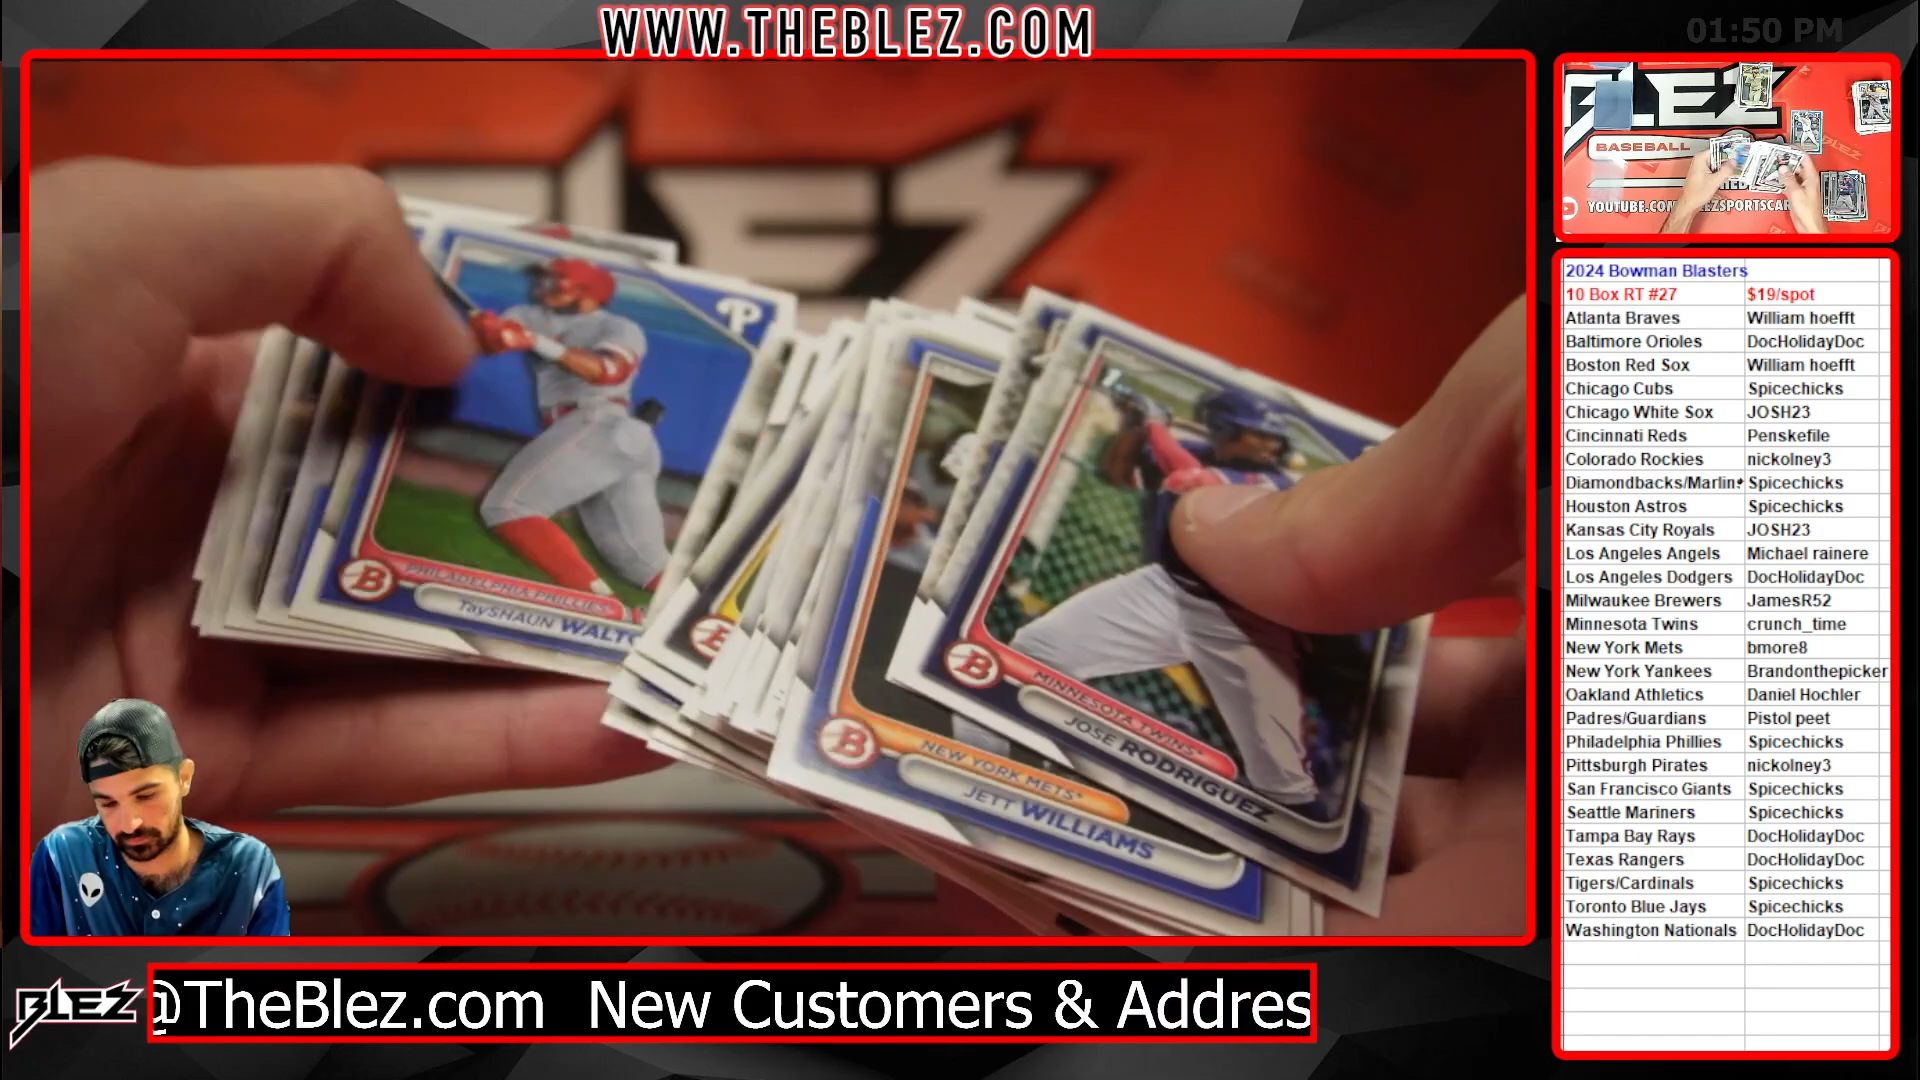 WWW.THEBLEZ.COM
01:50 PM
BLEZ
P
B
PHILADELPHIA PHILLIES
TaySHAUN WALTO
B
B
NEW YORK METS
JETT WILLIAMS
1st
B
MINNESOTA TWINS
JOSE RODRIGUEZ
BLEZ
BASEBALL
YOUTUBE.COM
EZSPORTSCAR
2024 Bowman Blasters
10 Box RT #27 $19/spot
Atlanta Braves William hoefft
Baltimore Orioles DocHolidayDoc
Boston Red Sox William hoefft
Chicago Cubs Spicechicks
Chicago White Sox JOSH23
Cincinnati Reds Penskefile
Colorado Rockies nickolney3
Diamondbacks/Marlins Spicechicks
Houston Astros Spicechicks
Kansas City Royals JOSH23
Los Angeles Angels Michael rainere
Los Angeles Dodgers DocHolidayDoc
Milwaukee Brewers JamesR52
Minnesota Twins crunch_time
New York Mets bmore8
New York Yankees Brandonthepicker
Oakland Athletics Daniel Hochler
Padres/Guardians Pistol peet
Philadelphia Phillies Spicechicks
Pittsburgh Pirates nickolney3
San Francisco Giants Spicechicks
Seattle Mariners Spicechicks
Tampa Bay Rays DocHolidayDoc
Texas Rangers DocHolidayDoc
Tigers/Cardinals Spicechicks
Toronto Blue Jays Spicechicks
Washington Nationals DocHolidayDoc
BLEZ
@TheBlez.com New Customers & Addres